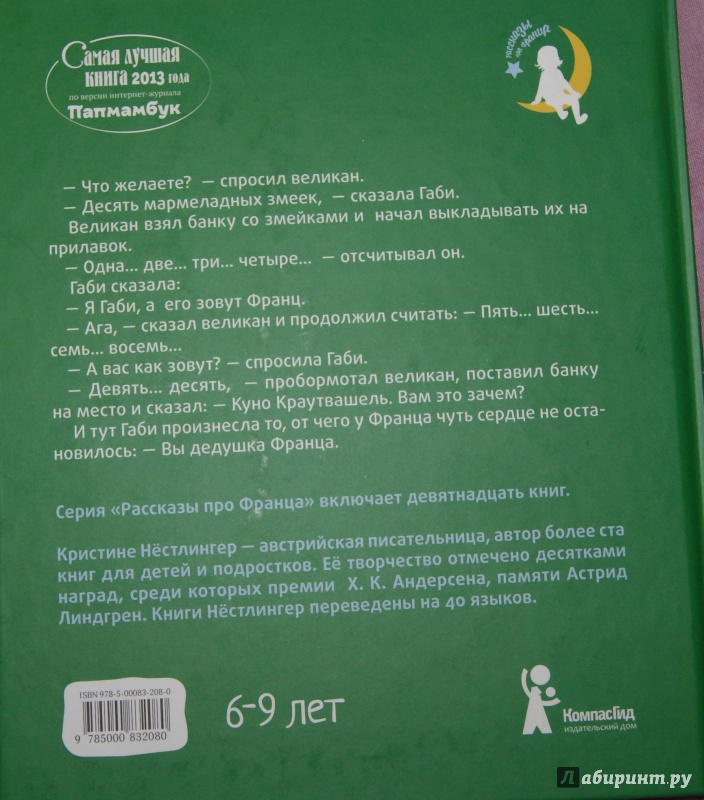 Самая лучшая
книга 2013 года
по версии интернет-журнала
Папмамбук
рассказы
про франца
— Что желаете? — спросил великан.
— Десять мармеладных змеек, — сказала Габи.
Великан взял банку со змейками и начал выкладывать их на
прилавок.
— Одна... две... три... четыре... — отсчитывал он.
Габи сказала:
— Я Габи, а его зовут Франц.
— Ага, — сказал великан и продолжил считать: — Пять... шесть...
семь... восемь...
— А вас как зовут? — спросила Габи.
— Девять... десять, — пробормотал великан, поставил банку
на место и сказал: — Куно Краутвашель. Вам это зачем?
И тут Габи произнесла то, от чего у Франца чуть сердце не оста-
новилось: — Вы дедушка Франца.
Серия «Рассказы про Франца» включает девятнадцать книг.
Кристине Нёстлингер — австрийская писательница, автор более ста
книг для детей и подростков. Её творчество отмечено десятками
наград, среди которых премии Х. К. Андерсена, памяти Астрид
Линдгрен. Книги Нёстлингер переведены на 40 языков.
ISBN 978-5-00083-208-0
9 785000 832080
6-9 лет
КомпасГид
издательский дом
Лабиринт.ру